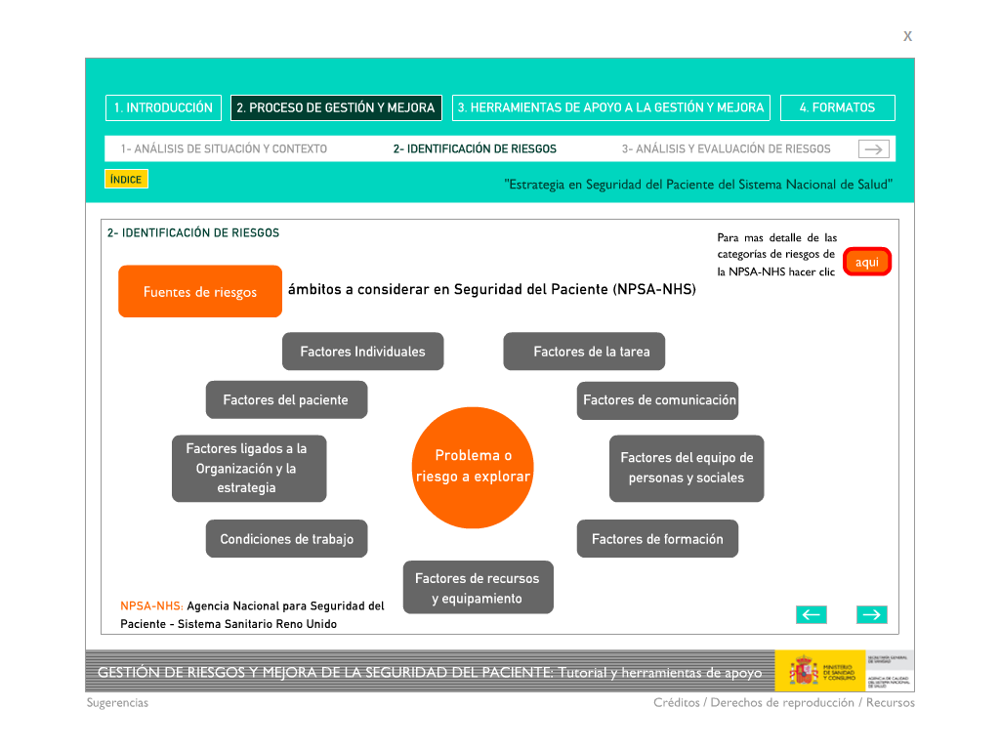 X
1. INTRODUCCIÓN
2. PROCESO DE GESTIÓN Y MEJORA
3. HERRAMIENTAS DE APOYO A LA GESTIÓN Y MEJORA
4. FORMATOS
1- ANÁLISIS DE SITUACIÓN Y CONTEXTO
2- IDENTIFICACIÓN DE RIESGOS
3- ANÁLISIS Y EVALUACIÓN DE RIESGOS
ÍNDICE
"Estrategia en Seguridad del Paciente del Sistema Nacional de Salud"
2- IDENTIFICACIÓN DE RIESGOS
Para mas detalle de las
categorías de riesgos de
la NPSA-NHS hacer clic
aqui
Fuentes de riesgos
ámbitos a considerar en Seguridad del Paciente (NPSA-NHS)
Factores Individuales
Factores de la tarea
Factores del paciente
Factores de comunicación
Factores ligados a la
Organización y la
estrategia
Problema o
riesgo a explorar
Factores del equipo de
personas y sociales
Condiciones de trabajo
Factores de formación
Factores de recursos
y equipamiento
NPSA-NHS: Agencia Nacional para Seguridad del
Paciente - Sistema Sanitario Reno Unido
GESTIÓN DE RIESGOS Y MEJORA DE LA SEGURIDAD DEL PACIENTE: Tutorial y herramientas de apoyo
MINISTERIO
DE SANIDAD
Y CONSUMO
SECRETARÍA GENERAL
DE SANIDAD
AGENCIA DE CALIDAD
DEL SISTEMA NACIONAL
DE SALUD
Sugerencias
Créditos / Derechos de reproducción / Recursos